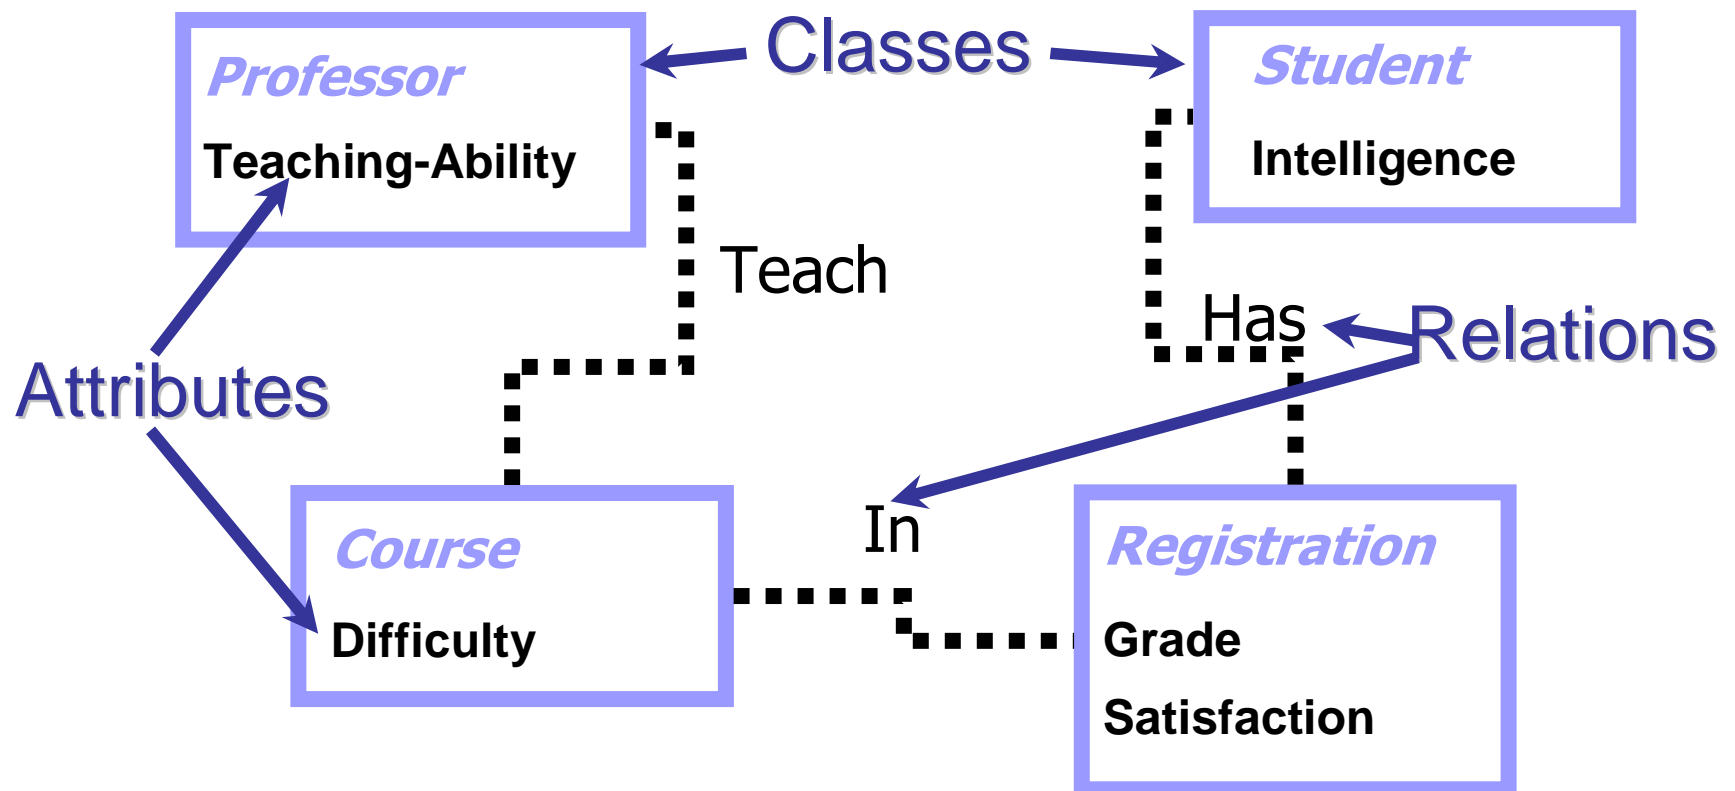 Classes
Professor
Teaching-Ability
Student
Intelligence
Teach
Has
Relations
Attributes
In
Course
Difficulty
Registration
Grade
Satisfaction